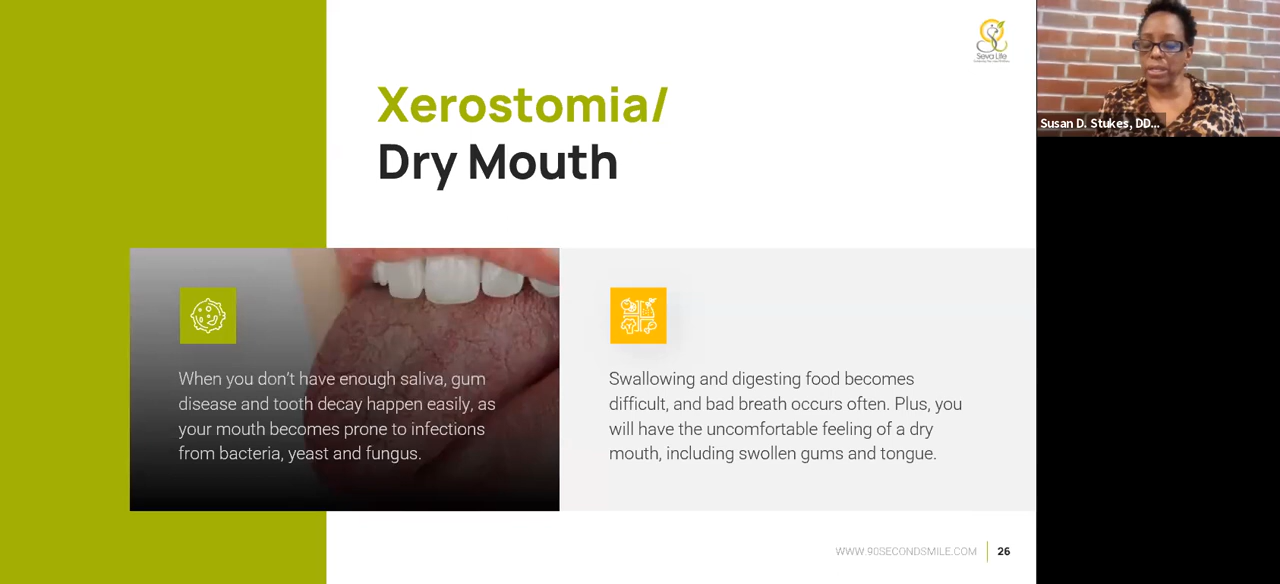 Seva Life
Xerostomia/
Dry Mouth
Susan D. Stukes, DD...
When you don't have enough saliva, gum
disease and tooth decay happen easily, as
your mouth becomes prone to infections
from bacteria, yeast and fungus.
Swallowing and digesting food becomes
difficult, and bad breath occurs often. Plus, you
will have the uncomfortable feeling of a dry
mouth, including swollen gums and tongue.
WWW.90SECONDSMILE.COM
26